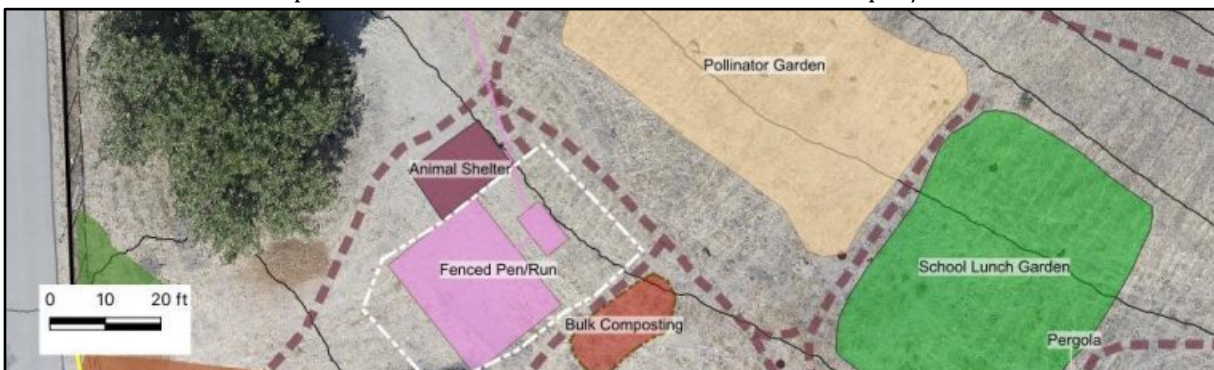 Pollinator Garden
Animal Shelter
Fenced Pen/Run
School Lunch Garden
0 10 20 ft
Bulk Composting
Pergola